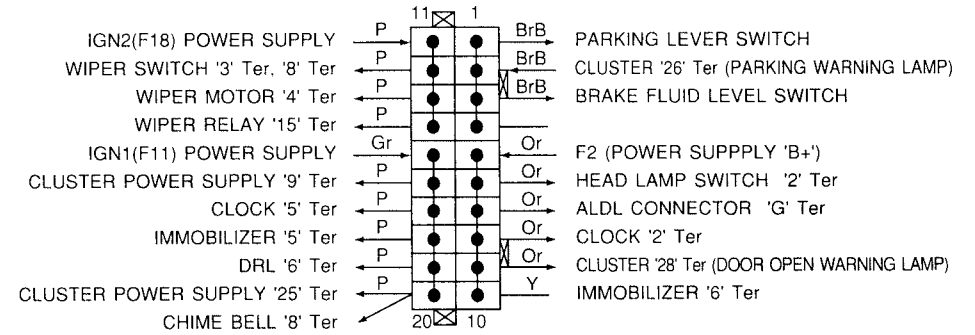 11 1
IGN2(F18) POWER SUPPLY P BrB PARKING LEVER SWITCH
WIPER SWITCH '3' Ter, '8' Ter P BrB CLUSTER '26' Ter (PARKING WARNING LAMP)
WIPER MOTOR '4' Ter P BrB BRAKE FLUID LEVEL SWITCH
WIPER RELAY '15' Ter P
IGN1(F11) POWER SUPPPLY Gr Or F2 (POWER SUPPPLY 'B+')
CLUSTER POWER SUPPLY '9' Ter P Or HEAD LAMP SWITCH '2' Ter
CLOCK '5' Ter P Or ALDL CONNECTOR 'G' Ter
IMMOBILIZER '5' Ter P Or CLOCK '2' Ter
DRL '6' Ter P Or CLUSTER '28' Ter (DOOR OPEN WARNING LAMP)
CLUSTER POWER SUPPLY '25' Ter P Y IMMOBILIZER '6' Ter
CHIME BELL '8' Ter 20 10